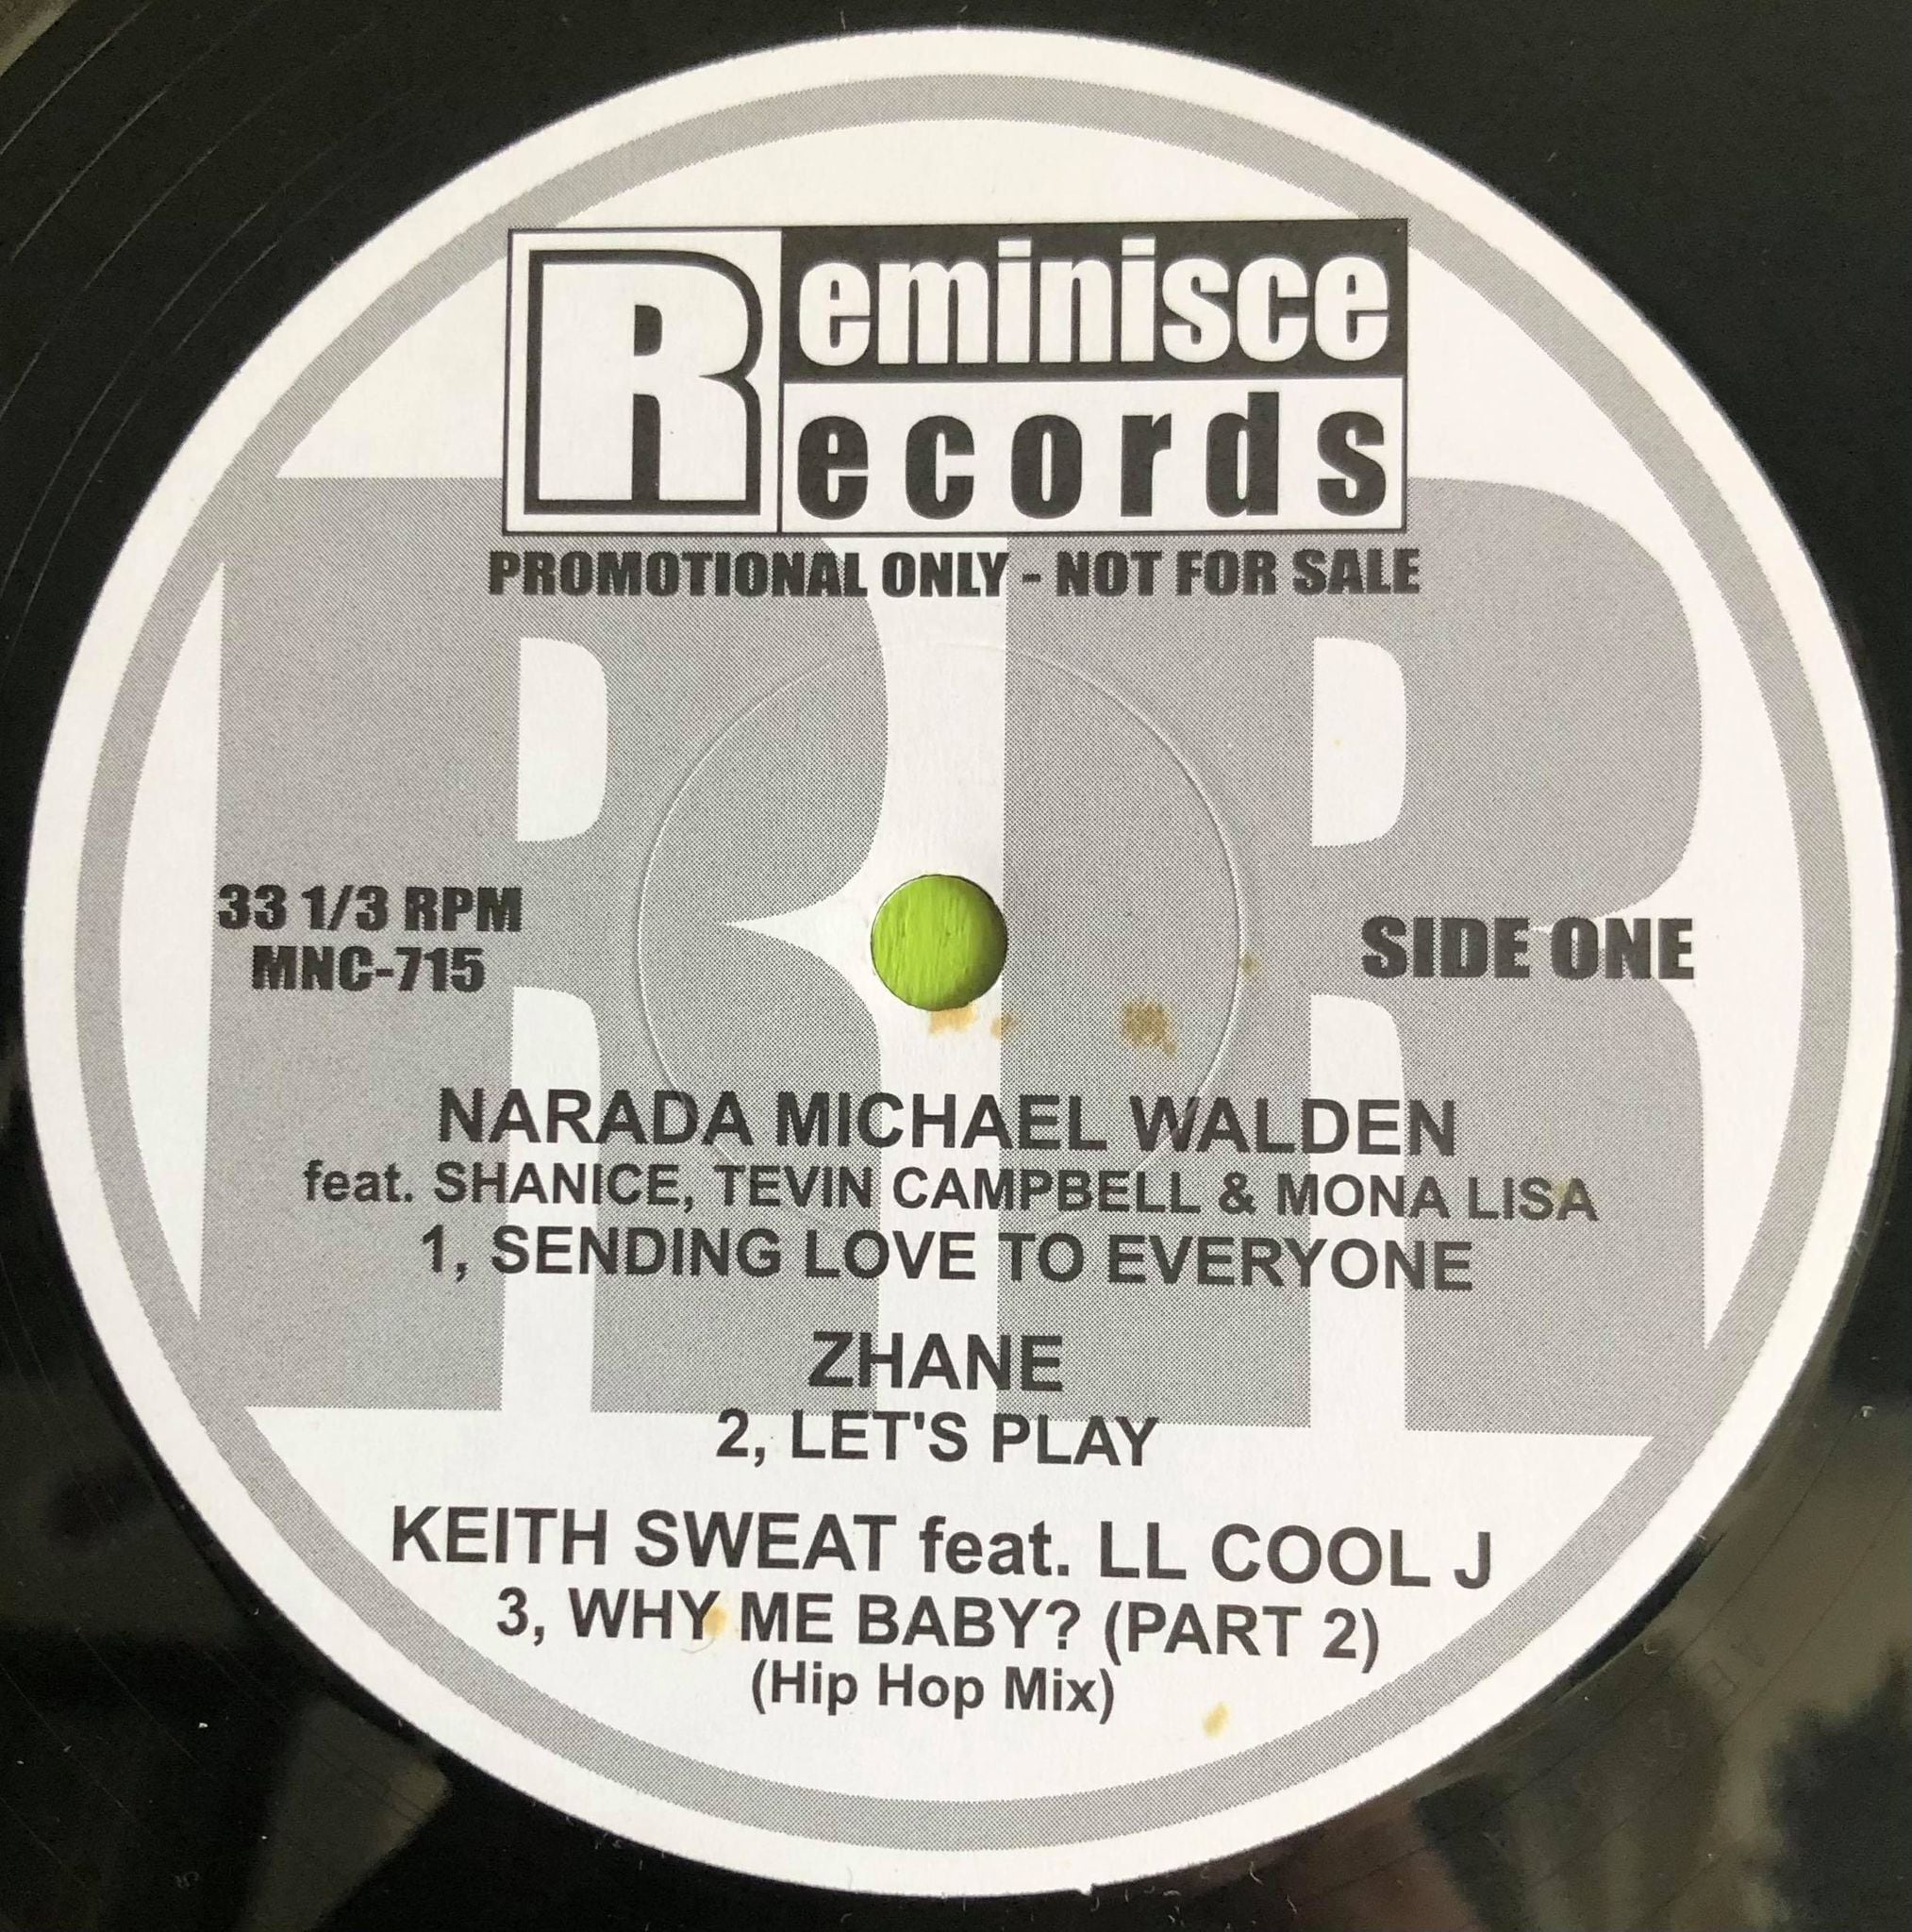 Reminisce
Records
PROMOTIONAL ONLY - NOT FOR SALE
33 1/3 RPM
MNC-715
SIDE ONE
NARADA MICHAEL WALDEN
feat. SHANICE, TEVIN CAMPBELL & MONA LISA
1, SENDING LOVE TO EVERYONE
ZHANE
2, LET'S PLAY
KEITH SWEAT feat. LL COOL J
3, WHY ME BABY? (PART 2)
(Hip Hop Mix)